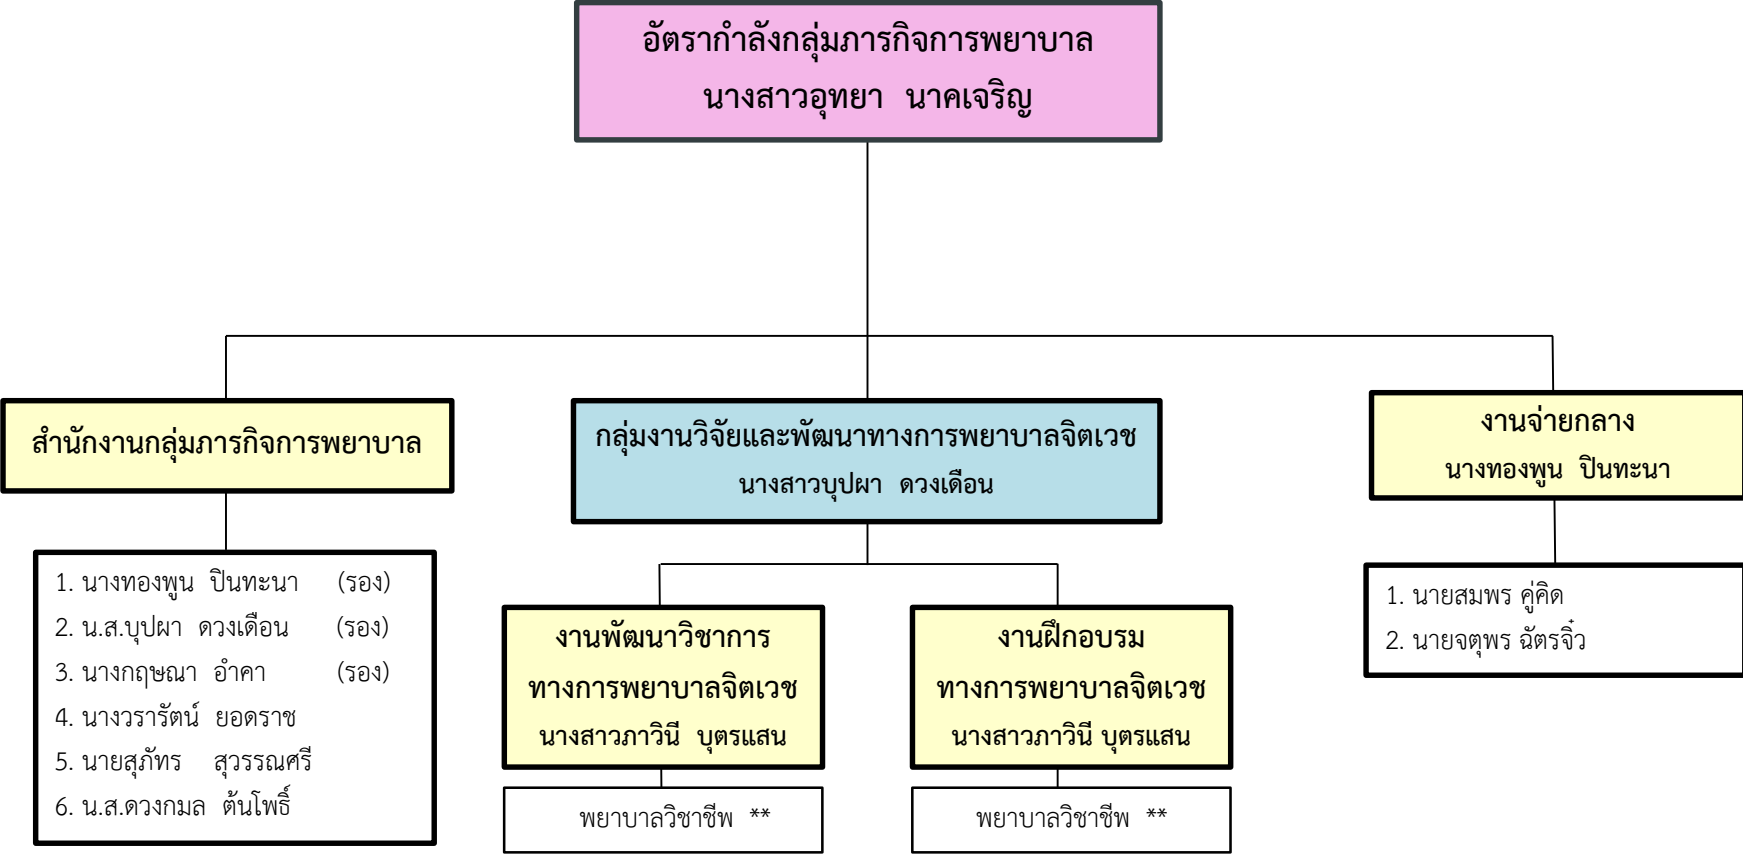 อัตรากำลังกลุ่มภารกิจการพยาบาล
นางสาวอุทยา นาคเจริญ
สำนักงานกลุ่มภารกิจการพยาบาล
1. นางทองพูน ปินทะนา (รอง)
2. น.ส.บุปผา ดวงเดือน (รอง)
3. นางกฤษณา อำคา (รอง)
4. นางวรารัตน์ ยอดราช
5. นายสุภัทร สุวรรณศรี
6. น.ส.ดวงกมล ต้นโพธิ์
กลุ่มงานวิจัยและพัฒนาทางการพยาบาลจิตเวช
นางสาวบุปผา ดวงเดือน
งานพัฒนาวิชาการ
ทางการพยาบาลจิตเวช
นางสาวภาวินี บุตรแสน
พยาบาลวิชาชีพ **
งานฝึกอบรม
ทางการพยาบาลจิตเวช
นางสาวภาวินี บุตรแสน
พยาบาลวิชาชีพ **
งานจ่ายกลาง
นางทองพูน ปินทะนา
1. นายสมพร คู่คิด
2. นายจตุพร ฉัตรจิ๋ว